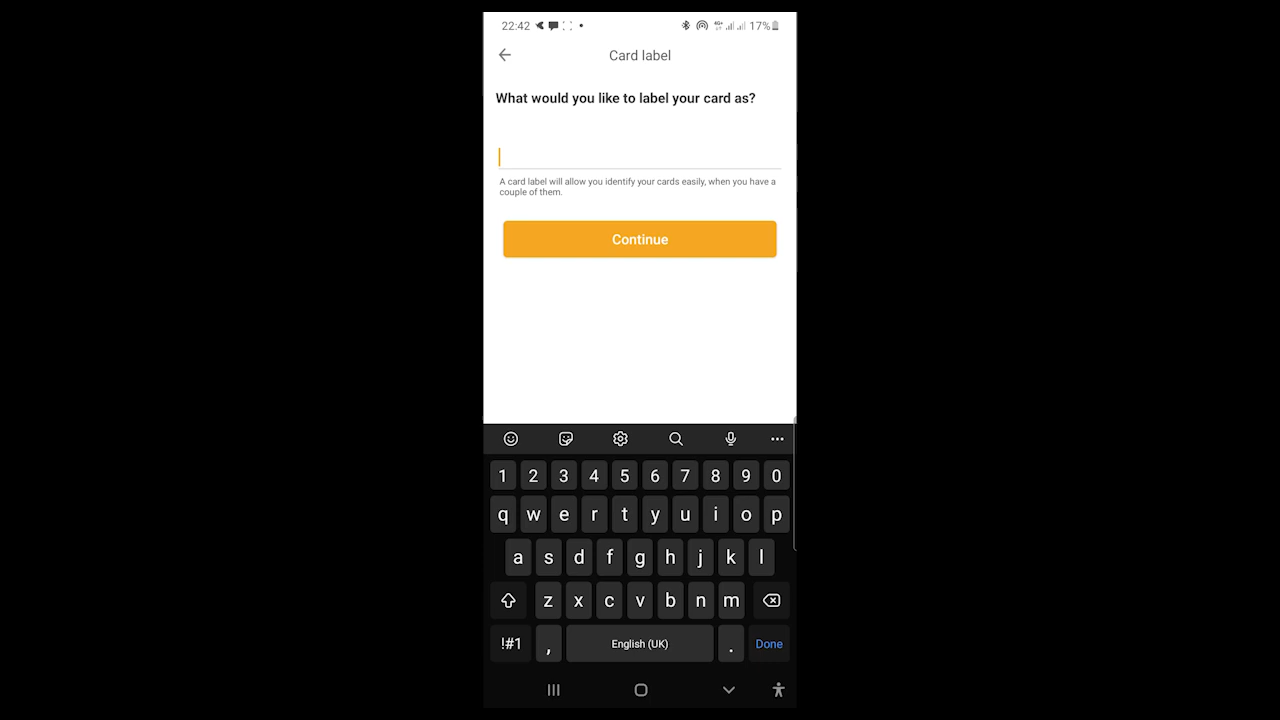 22:42 17%
Card label
What would you like to label your card as?
A card label will allow you identify your cards easily, when you have a
couple of them.
Continue
1 2 3 4 5 6 7 8 9 0
q w e r t y u i o p
a s d f g h j k l
z x c v b n m
!#1 , English (UK) . Done